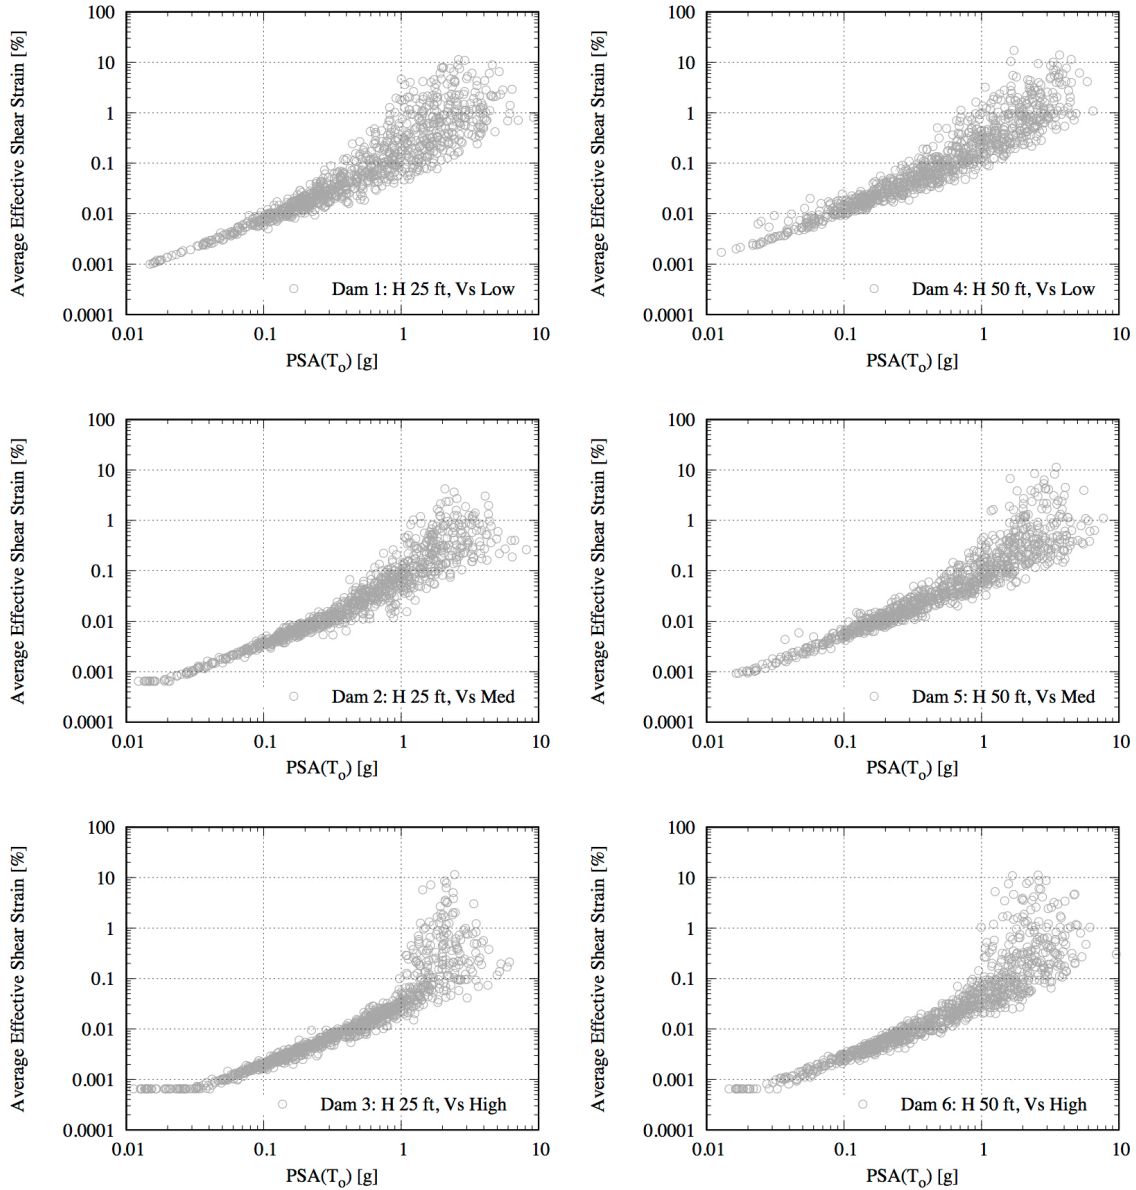 Average Effective Shear Strain [%]
100
10
1
0.1
0.01
0.001
0.0001
Dam 1: H 25 ft, Vs Low
0.01 0.1 1 10
PSA(To) [g]
Average Effective Shear Strain [%]
100
10
1
0.1
0.01
0.001
0.0001
Dam 4: H 50 ft, Vs Low
0.01 0.1 1 10
PSA(To) [g]
Average Effective Shear Strain [%]
100
10
1
0.1
0.01
0.001
0.0001
Dam 2: H 25 ft, Vs Med
0.01 0.1 1 10
PSA(To) [g]
Average Effective Shear Strain [%]
100
10
1
0.1
0.01
0.001
0.0001
Dam 5: H 50 ft, Vs Med
0.01 0.1 1 10
PSA(To) [g]
Average Effective Shear Strain [%]
100
10
1
0.1
0.01
0.001
0.0001
Dam 3: H 25 ft, Vs High
0.01 0.1 1 10
PSA(To) [g]
Average Effective Shear Strain [%]
100
10
1
0.1
0.01
0.001
0.0001
Dam 6: H 50 ft, Vs High
0.01 0.1 1 10
PSA(To) [g]